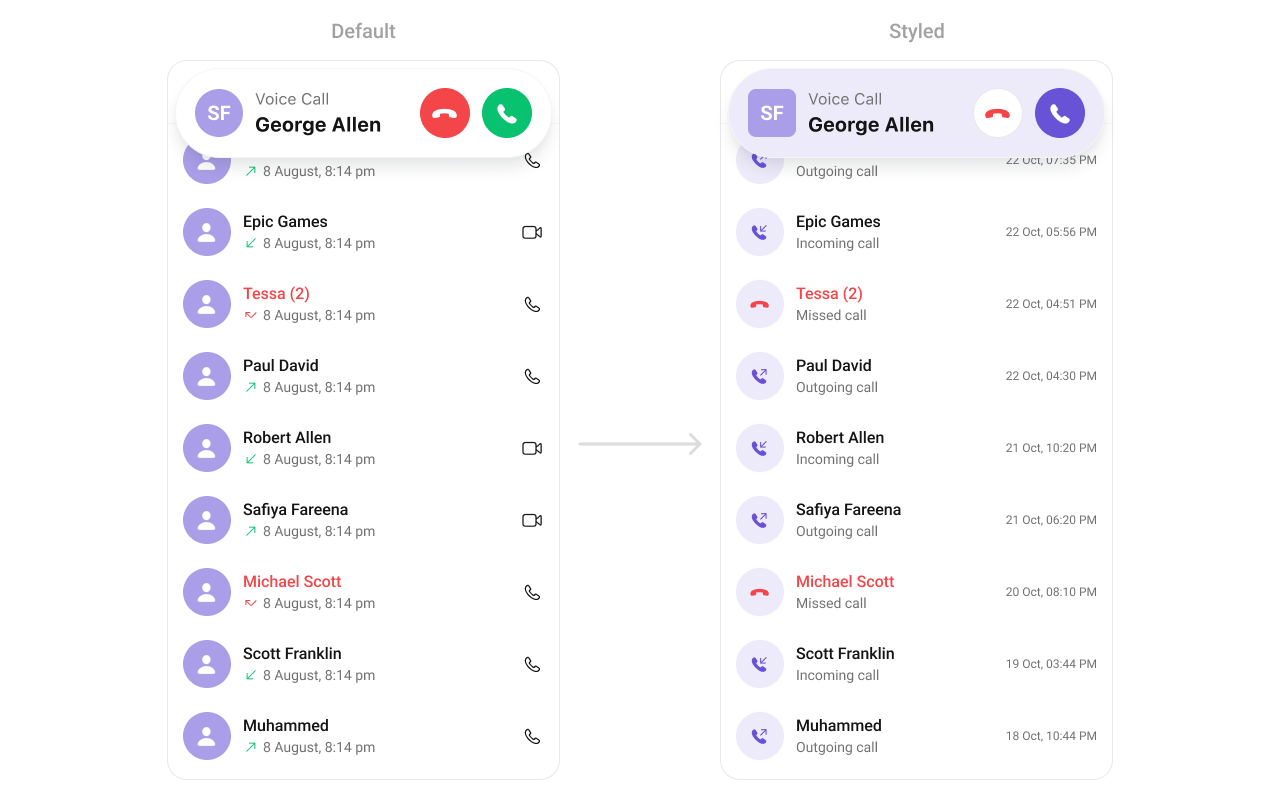 Default
SF
Voice Call
George Allen
8 August, 8:14 pm
Epic Games
8 August, 8:14 pm
Tessa (2)
8 August, 8:14 pm
Paul David
8 August, 8:14 pm
Robert Allen
8 August, 8:14 pm
Safiya Fareena
8 August, 8:14 pm
Michael Scott
8 August, 8:14 pm
Scott Franklin
8 August, 8:14 pm
Muhammed
8 August, 8:14 pm
Styled
SF
Voice Call
George Allen
22 Oct, 07:35 PM
Outgoing call
Epic Games
Incoming call
22 Oct, 05:56 PM
Tessa (2)
Missed call
22 Oct, 04:51 PM
Paul David
Outgoing call
22 Oct, 04:30 PM
Robert Allen
Incoming call
21 Oct, 10:20 PM
Safiya Fareena
Outgoing call
21 Oct, 06:20 PM
Michael Scott
Missed call
20 Oct, 08:10 PM
Scott Franklin
Incoming call
19 Oct, 03:44 PM
Muhammed
Outgoing call
18 Oct, 10:44 PM